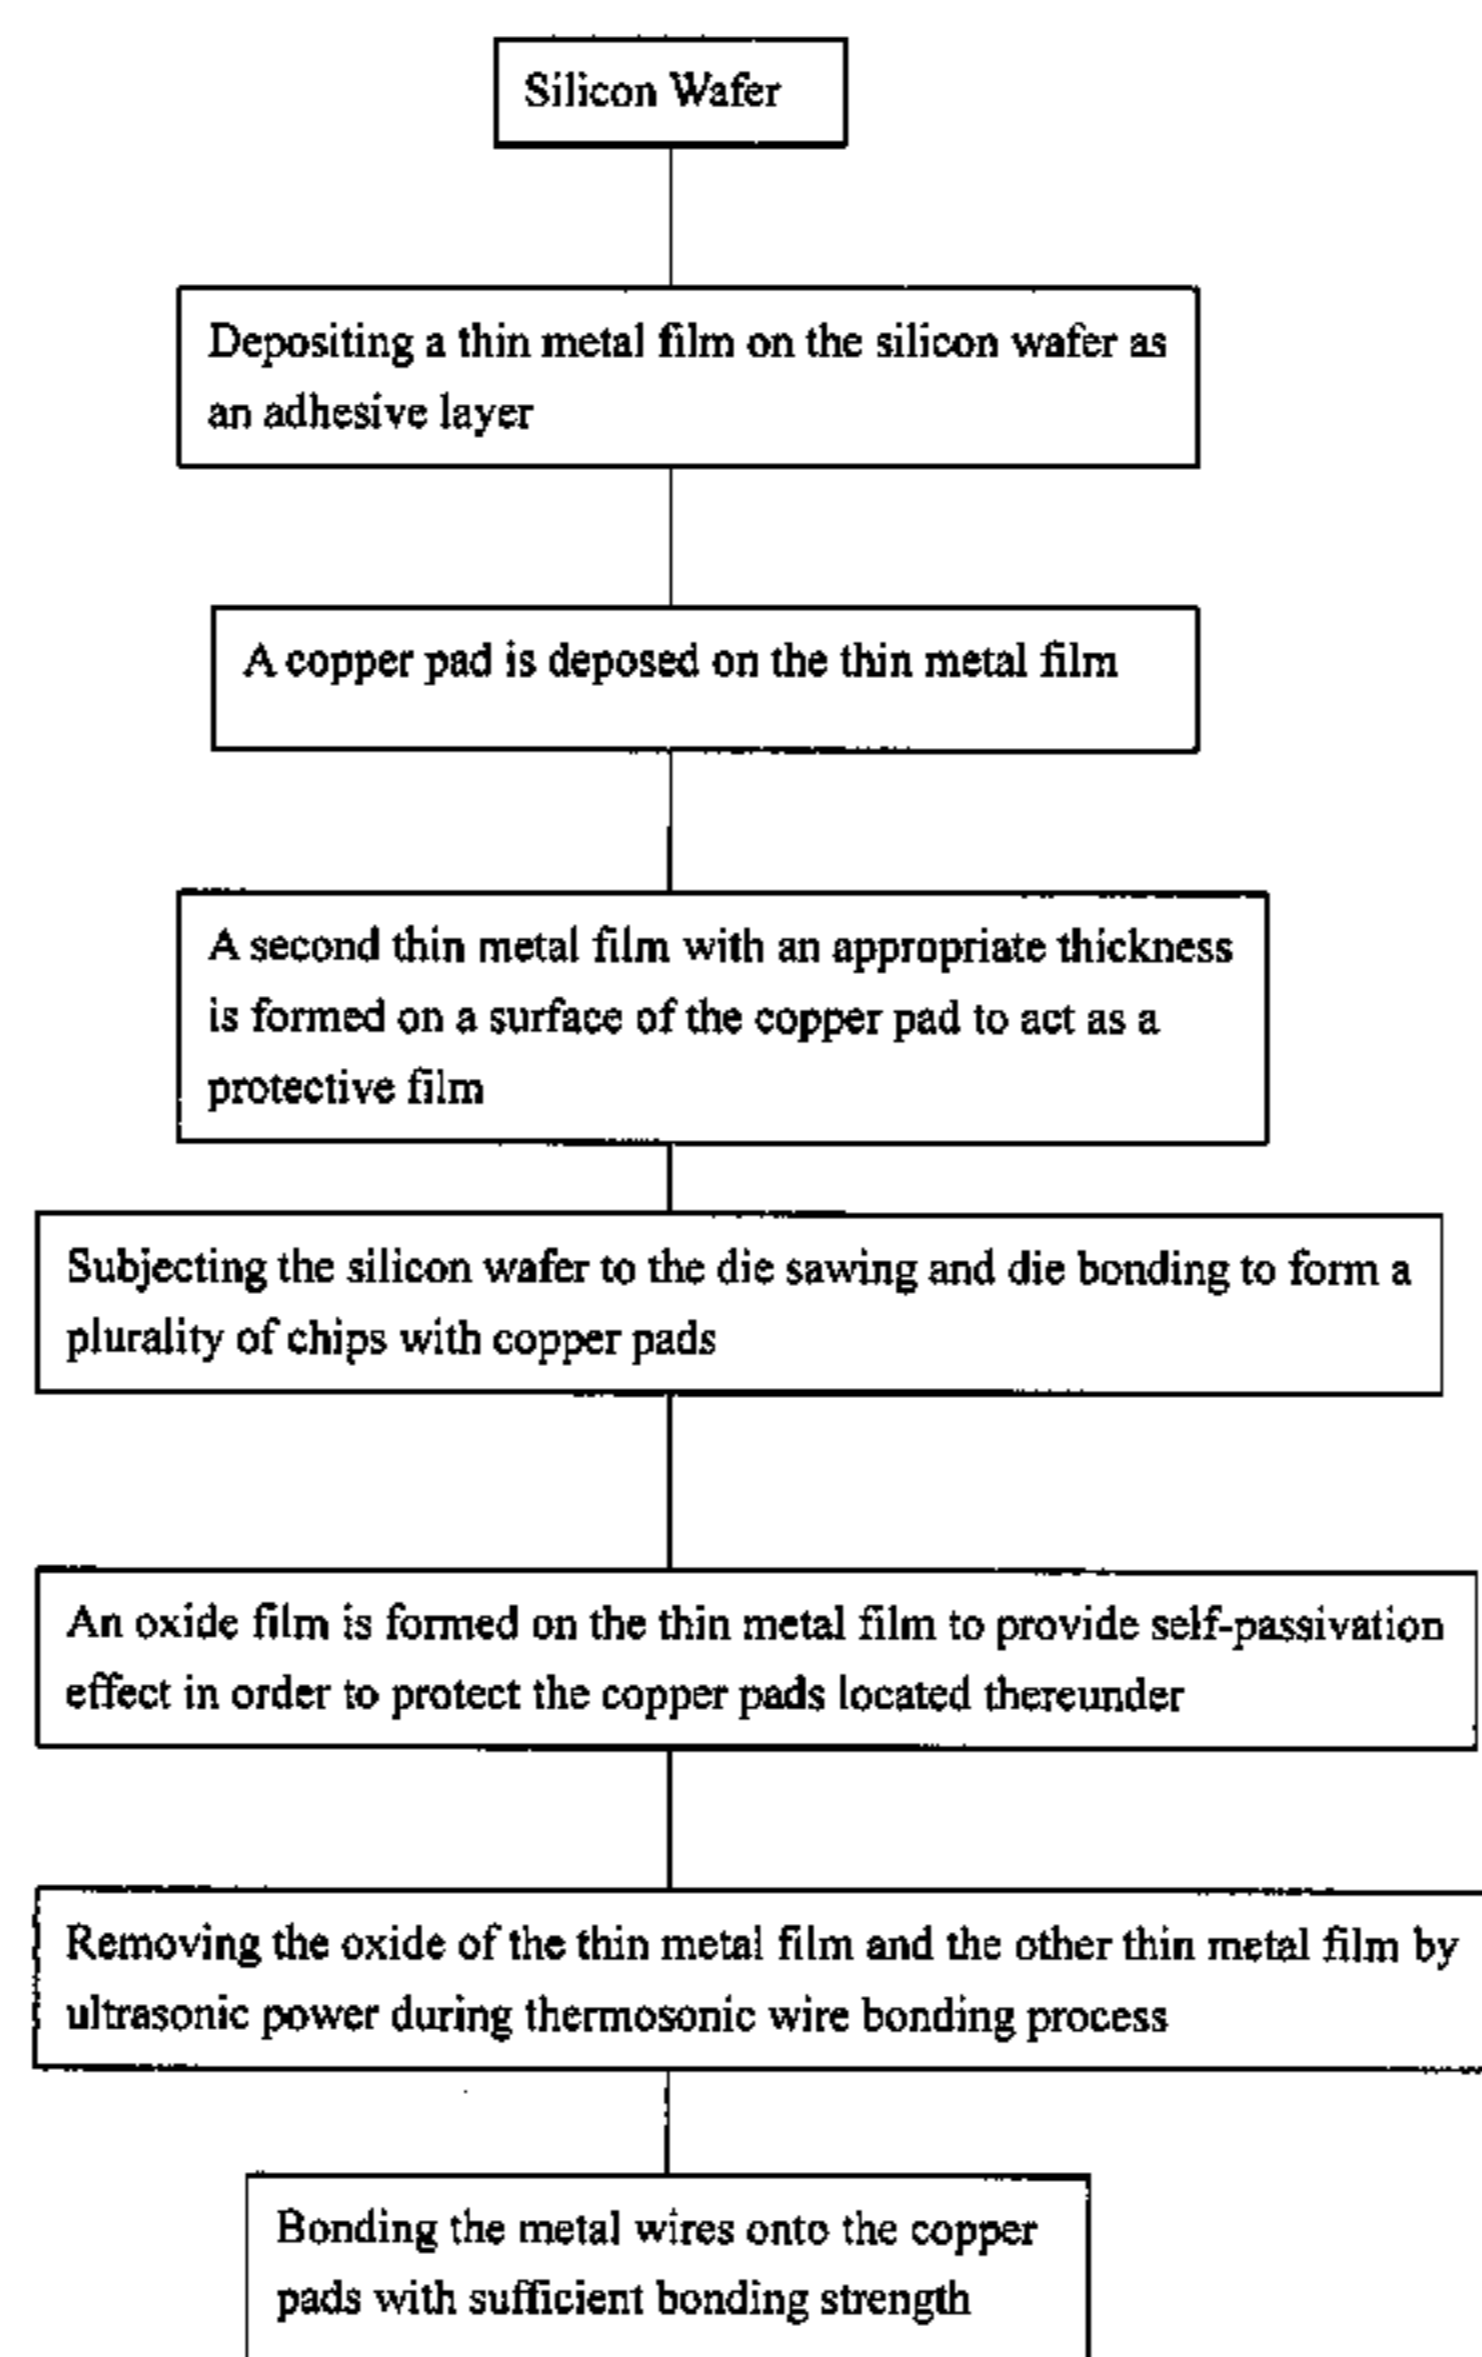 Silicon Wafer
Depositing a thin metal film on the silicon wafer as
an adhesive layer
A copper pad is deposed on the thin metal film
A second thin metal film with an appropriate thickness
is formed on a surface of the copper pad to act as a
protective film
Subjecting the silicon wafer to the die sawing and die bonding to form a
plurality of chips with copper pads
An oxide film is formed on the thin metal film to provide self-passivation
effect in order to protect the copper pads located thereunder
Removing the oxide of the thin metal film and the other thin metal film by
ultrasonic power during thermosonic wire bonding process
Bonding the metal wires onto the copper
pads with sufficient bonding strength